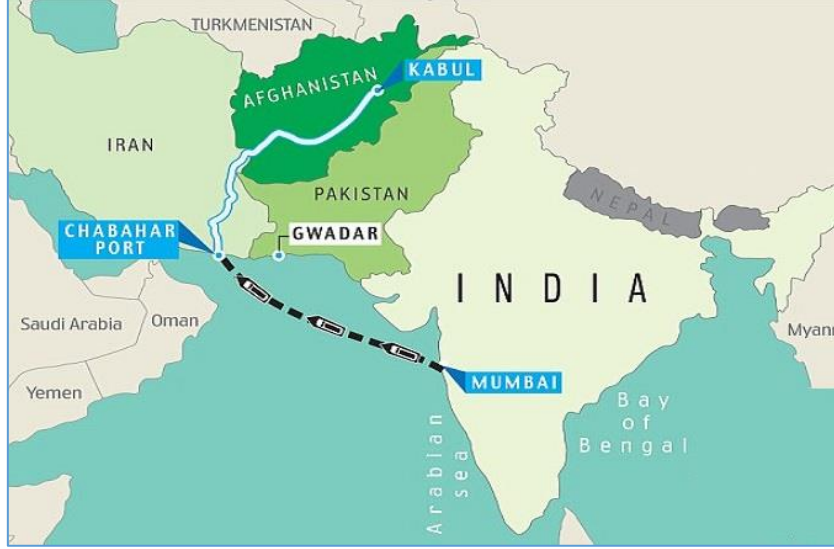 TURKMENISTAN
KABUL
AFGHANISTAN
IRAN
PAKISTAN
NEPAL
CHABAHAR
PORT
GWADAR
INDIA
Saudi Arabia
Oman
Myann
MUMBAI
Yemen
Bay
of
Bengal
Arabian
sea